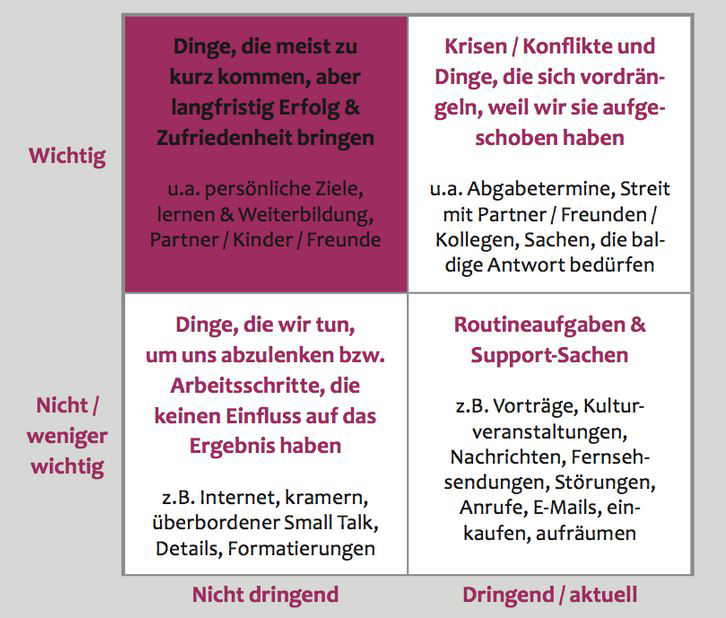 Wichtig
Dinge, die meist zu
kurz kommen, aber
langfristig Erfolg &
Zufriedenheit bringen
u.a. persönliche Ziele,
lernen & Weiterbildung,
Partner / Kinder / Freunde
Krisen / Konflikte und
Dinge, die sich vordrän-
geln, weil wir sie aufge-
schoben haben
u.a. Abgabetermine, Streit
mit Partner / Freunden /
Kollegen, Sachen, die bal-
dige Antwort bedürfen
Nicht /
weniger
wichtig
Dinge, die wir tun,
um uns abzulenken bzw.
Arbeitsschritte, die
keinen Einfluss auf das
Ergebnis haben
z.B. Internet, kramern,
überbordener Small Talk,
Details, Formatierungen
Routineaufgaben &
Support-Sachen
z.B. Vorträge, Kultur-
veranstaltungen,
Nachrichten, Fernseh-
sendungen, Störungen,
Anrufe, E-Mails, ein-
kaufen, aufräumen
Nicht dringend
Dringend / aktuell